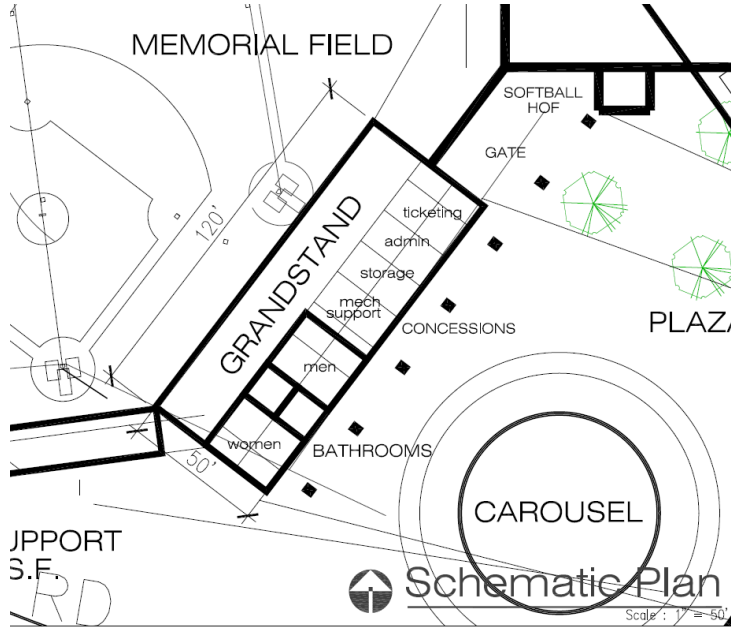 MEMORIAL FIELD
SOFTBALL
HOF
GATE
120'
GRANDSTAND
ticketing
admin
storage
mech
support
CONCESSIONS
PLAZA
men
women
BATHROOMS
50'
CAROUSEL
UPPORT
S.F.
RD
Schematic Plan
Scale : 1" = 50'